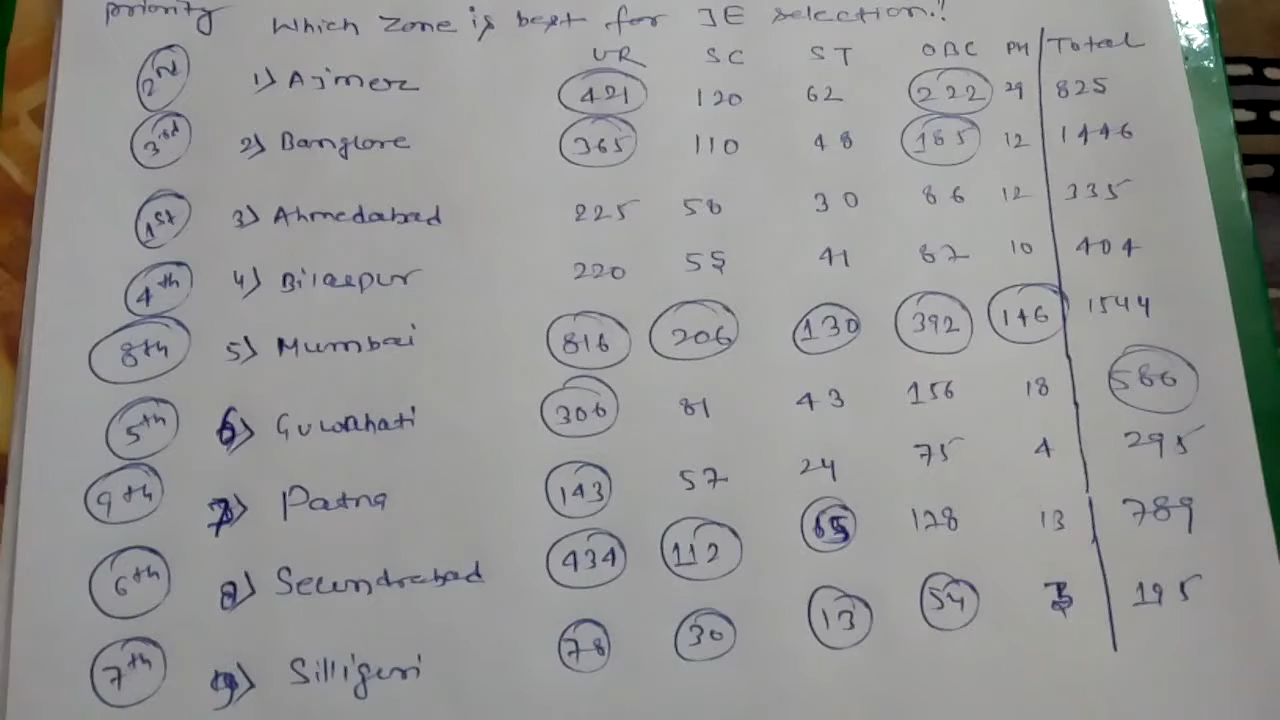 priority Which Zone is best for JE selection!!
UR SC ST OBC PH Total
2nd 1) Ajmer 421 120 62 222 29 825
3rd 2) Banglore 365 110 48 185 12 1446
1st 3) Ahmedabad 225 58 30 86 12 335
4th 4) Bilaspur 220 55 41 87 10 404
8th 5) Mumbai 816 206 130 392 146 1544
5th 6) Guwahati 306 81 43 156 18 586
9th 7) Patna 143 57 24 75 4 295
6th 8) Secundrabad 434 112 65 128 13 789
7th 9) Silliguri 78 30 13 54 195